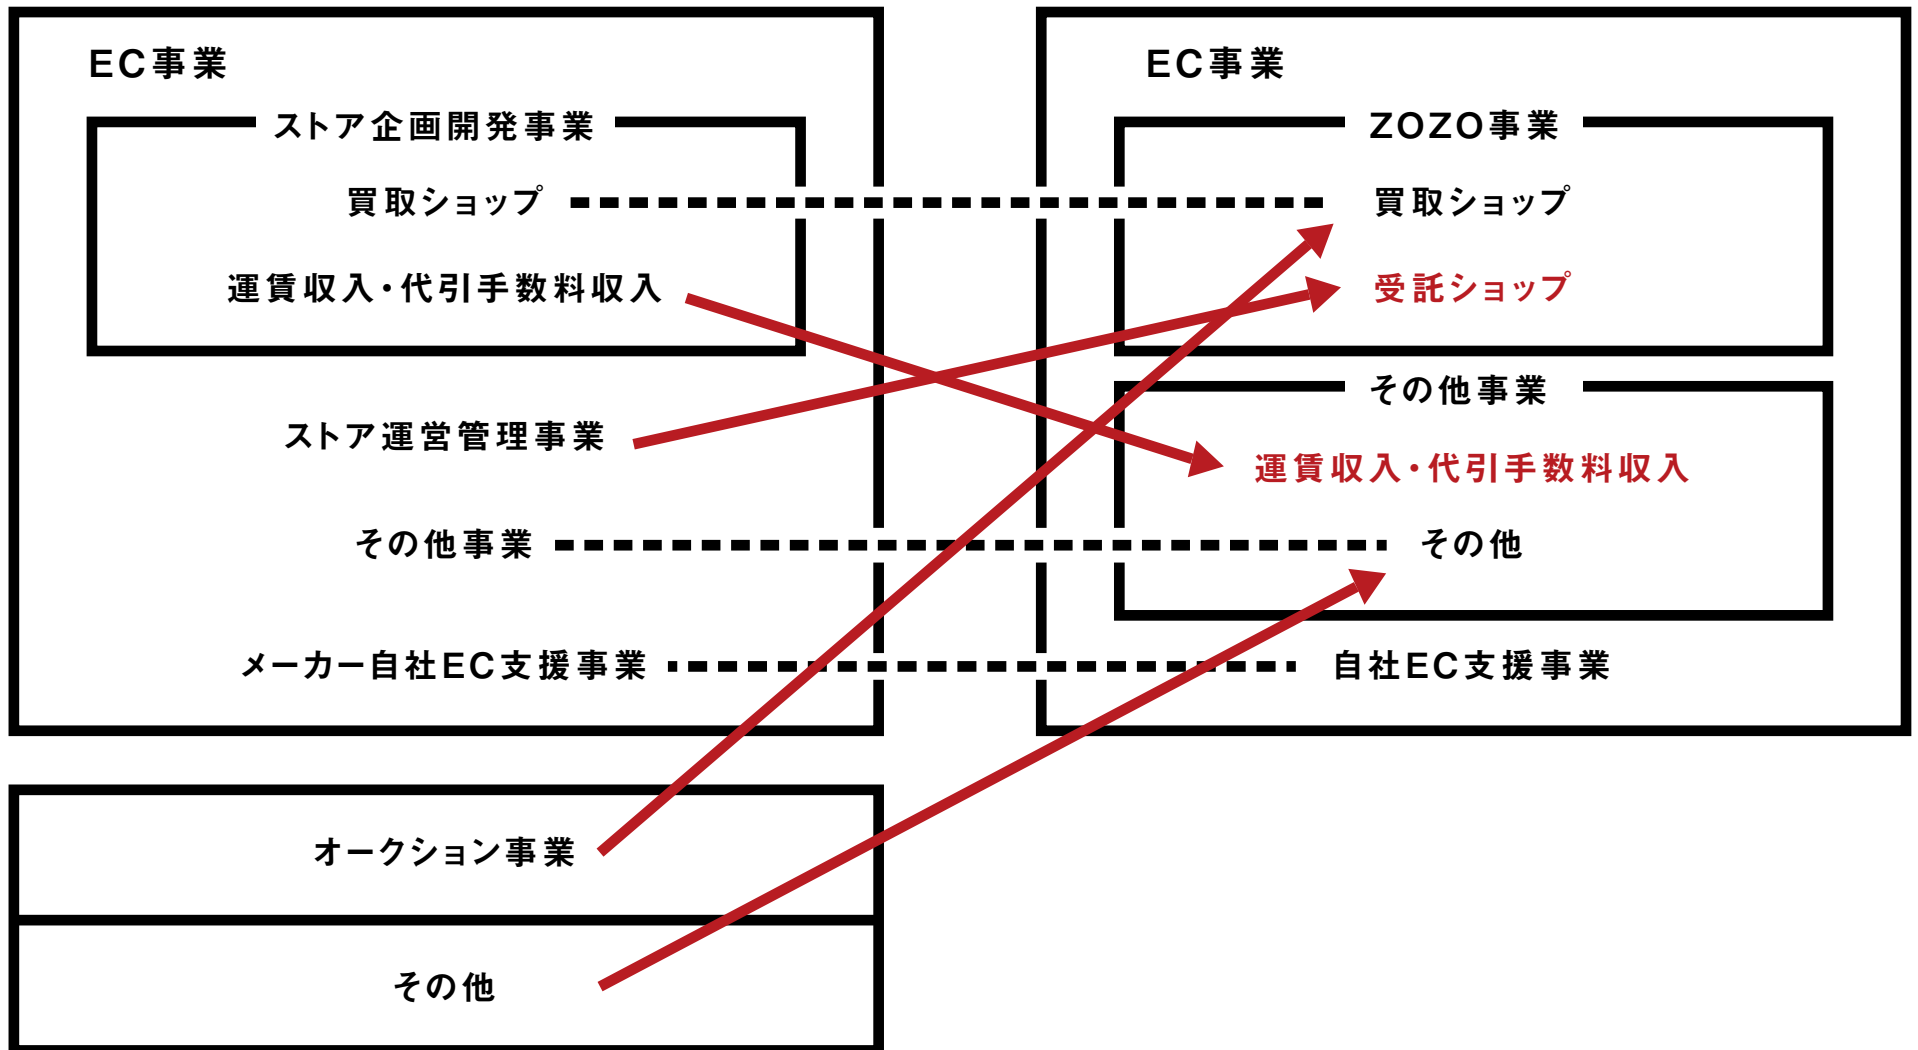 EC事業
ストア企画開発事業
買取ショップ
運賃収入・代引手数料収入
ストア運営管理事業
その他事業
メーカー自社EC支援事業
オークション事業
その他
EC事業
ZOZO事業
買取ショップ
受託ショップ
その他事業
運賃収入・代引手数料収入
その他
自社EC支援事業